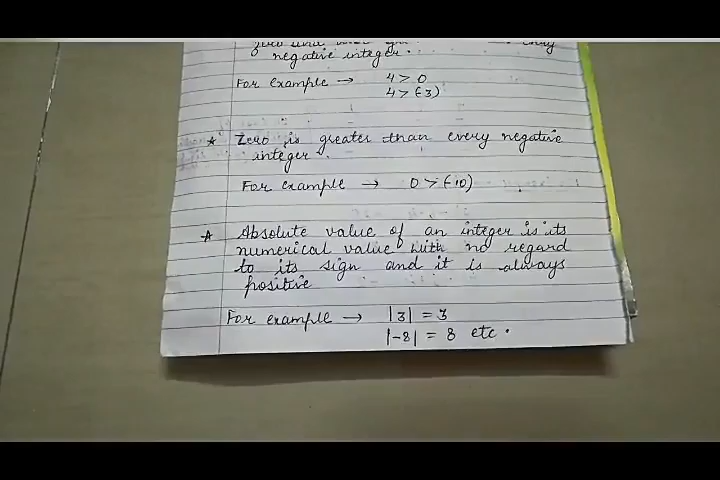 zero and
negative integer.
For example → 4 > 0
4 > (-3)
* Zero is greater than every negative
integer.
For example → 0 > (-10)
* Absolute value of an integer is its
numerical value with no regard
to its sign and it is always
positive
For example → |3| = 3
|-8| = 8 etc.